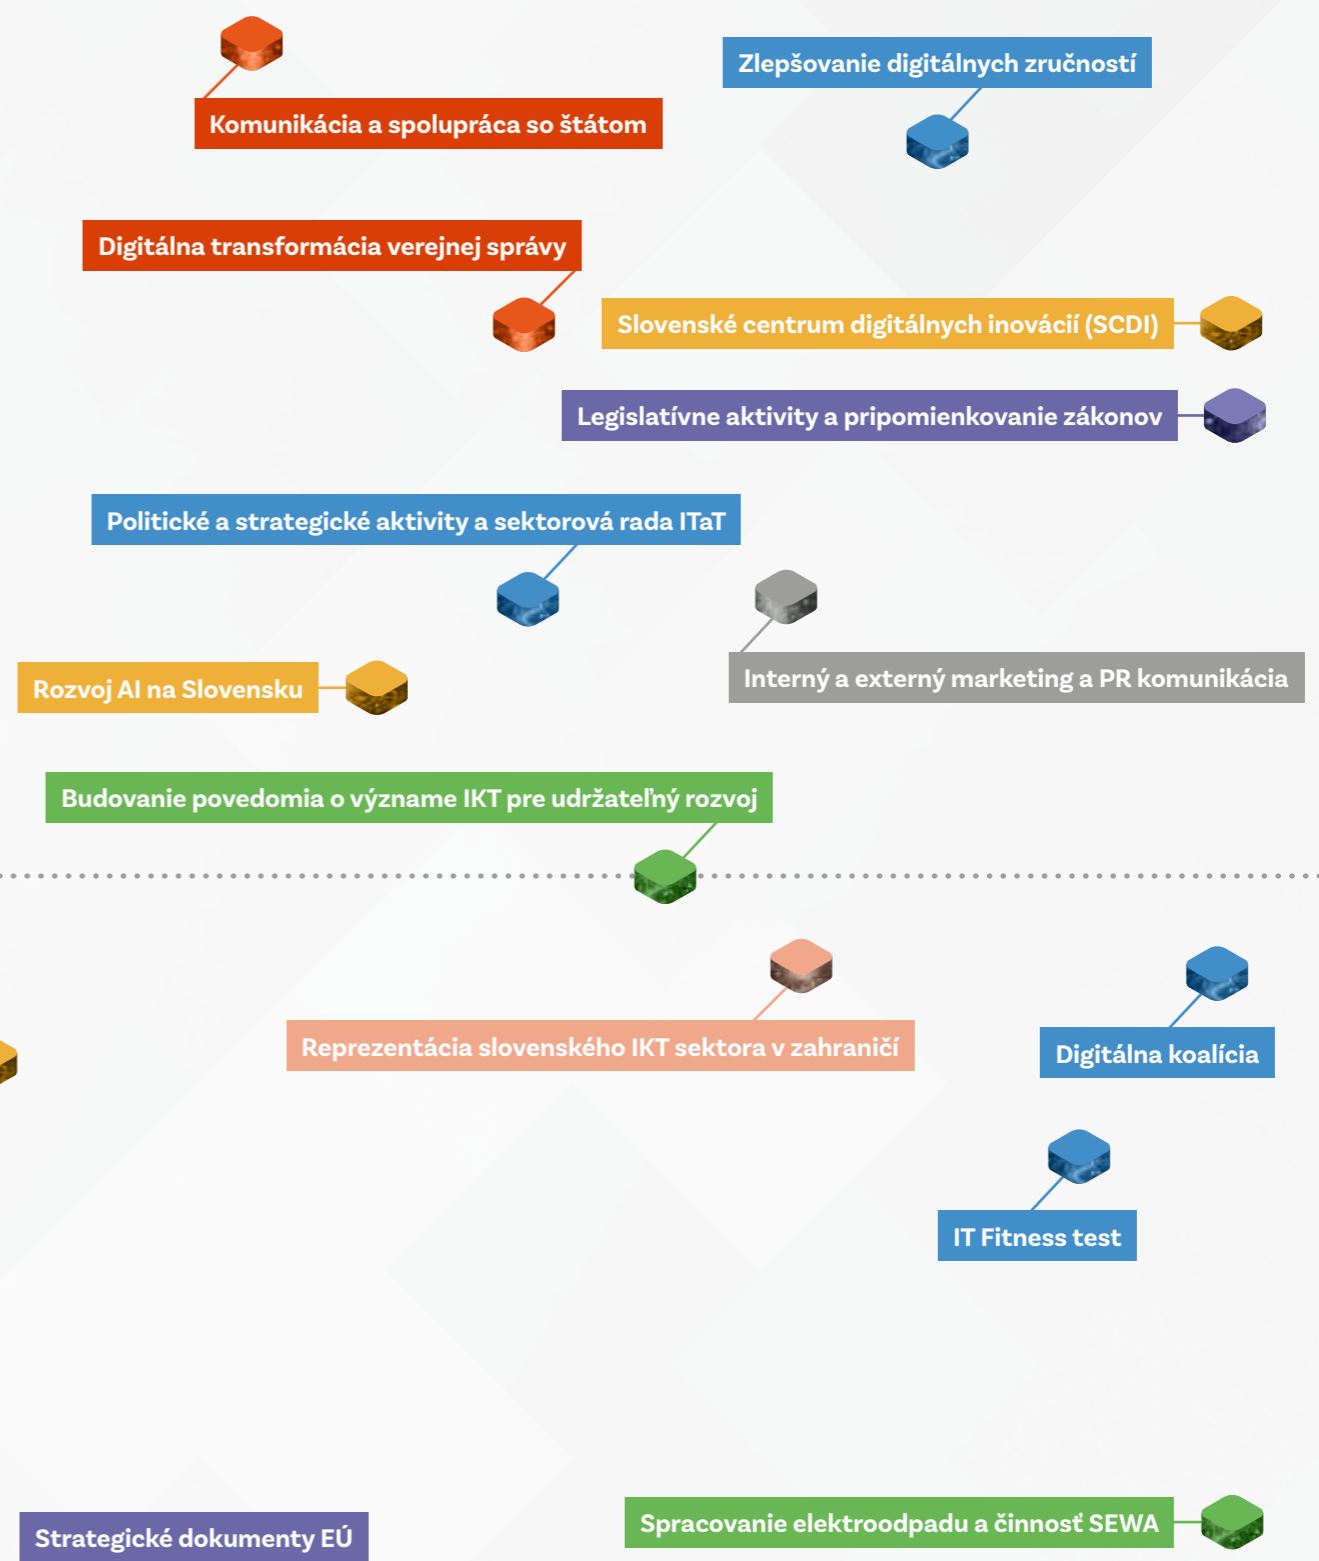 Zlepšovanie digitálnych zručností
Komunikácia a spolupráca so štátom
Digitálna transformácia verejnej správy
Slovenské centrum digitálnych inovácií (SCDI)
Legislatívne aktivity a pripomienkovanie zákonov
Politické a strategické aktivity a sektorová rada ITaT
Interný a externý marketing a PR komunikácia
Rozvoj AI na Slovensku
Budovanie povedomia o význame IKT pre udržateľný rozvoj
Reprezentácia slovenského IKT sektora v zahraničí
Digitálna koalícia
IT Fitness test
Spracovanie elektroodpadu a činnosť SEWA
Strategické dokumenty EÚ